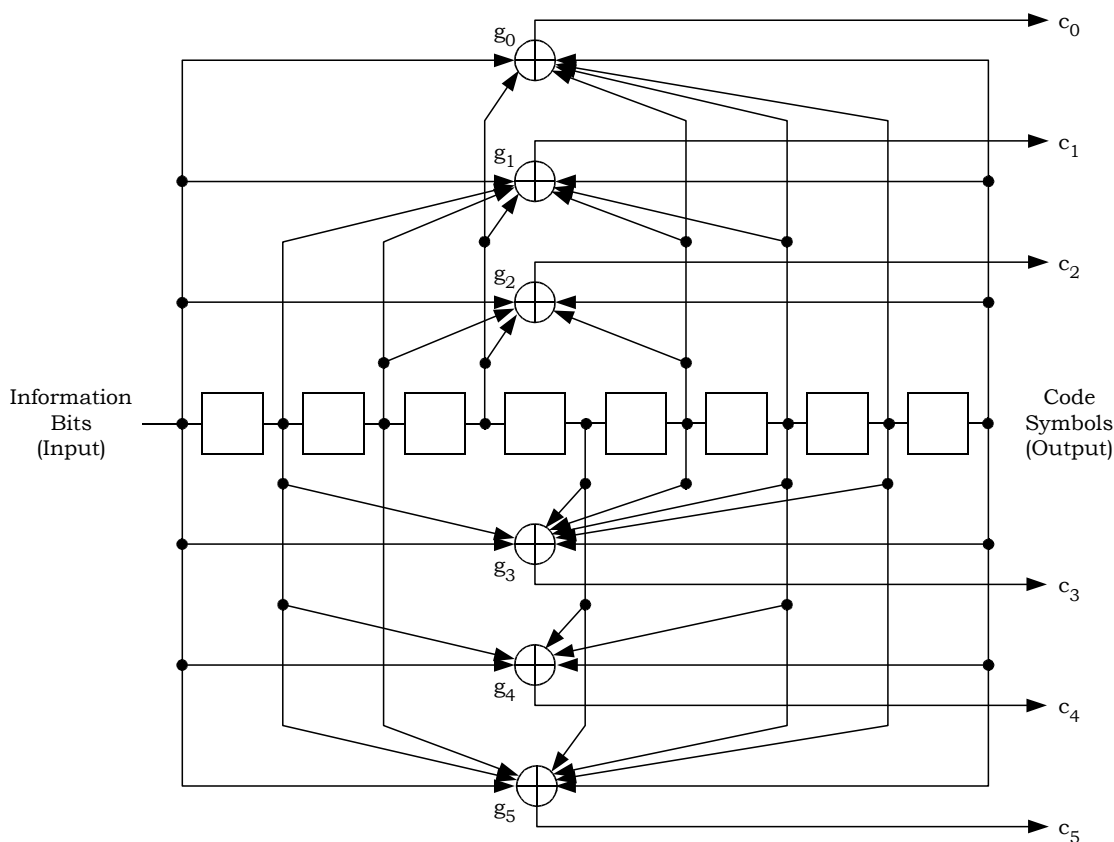 g0
c0
g1
c1
g2
c2
Information
Bits
(Input)
Code
Symbols
(Output)
g3
c3
g4
c4
g5
c5